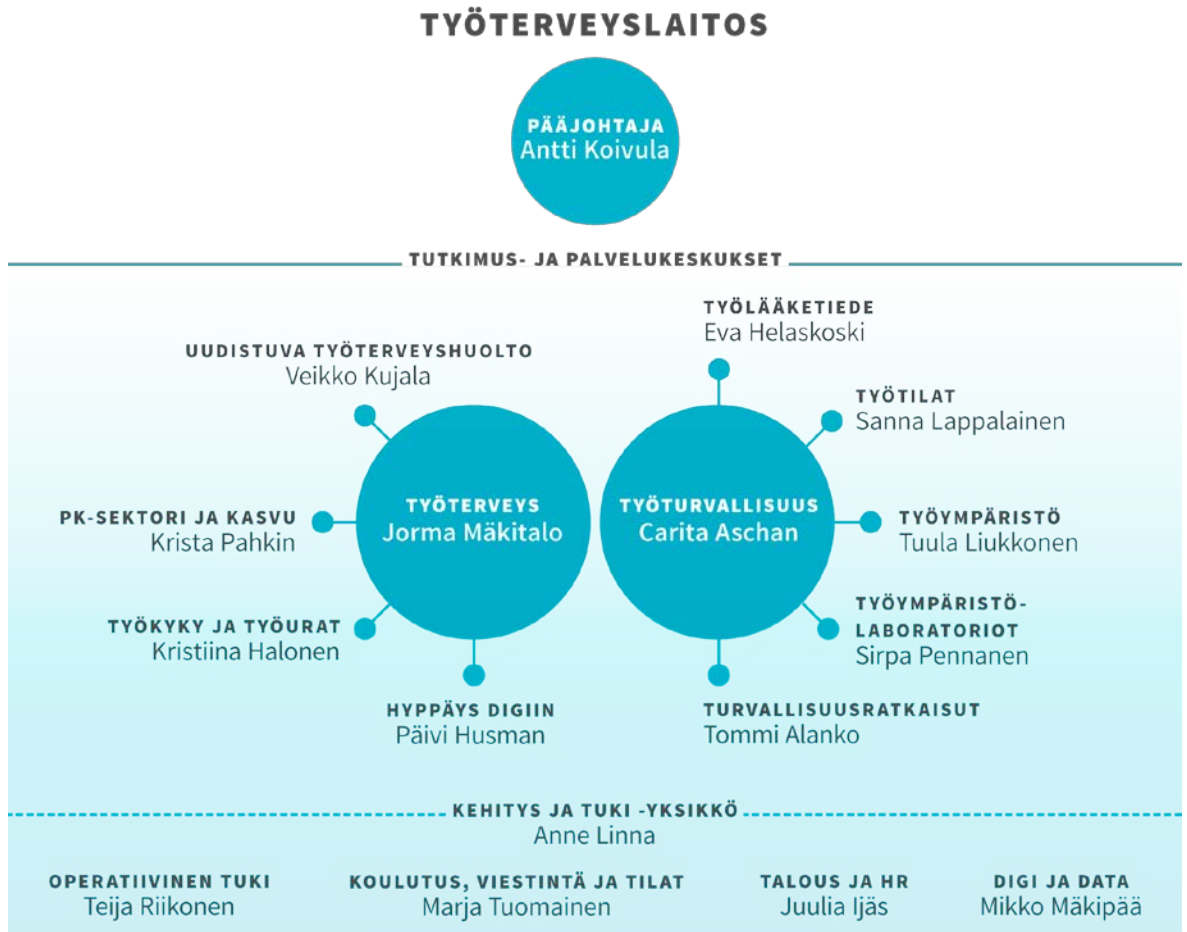 TYÖTERVEYSLAITOS
PÄÄJOHTAJA
Antti Koivula
TUTKIMUS- JA PALVELUKESKUKSET
UUDISTUVA TYÖTERVEYSHUOLTO
Veikko Kujala
PK-SEKTORI JA KASVU
Krista Pahkin
TYÖKYKY JA TYÖURAT
Kristiina Halonen
HYPPÄYS DIGIIN
Päivi Husman
TYÖTERVEYS
Jorma Mäkitalo
TYÖTURVALLISUUS
Carita Aschan
TYÖLÄÄKETIEDE
Eva Helaskoski
TYÖTILAT
Sanna Lappalainen
TYÖYMPÄRISTÖ
Tuula Liukkonen
TYÖYMPÄRISTÖ-
LABORATORIOT
Sirpa Pennanen
TURVALLISUUSRATKAISUT
Tommi Alanko
KEHITYS JA TUKI -YKSIKKÖ
Anne Linna
OPERATIIVINEN TUKI
Teija Riikonen
KOULUTUS, VIESTINTÄ JA TILAT
Marja Tuomainen
TALOUS JA HR
Juulia Ijäs
DIGI JA DATA
Mikko Mäkipää